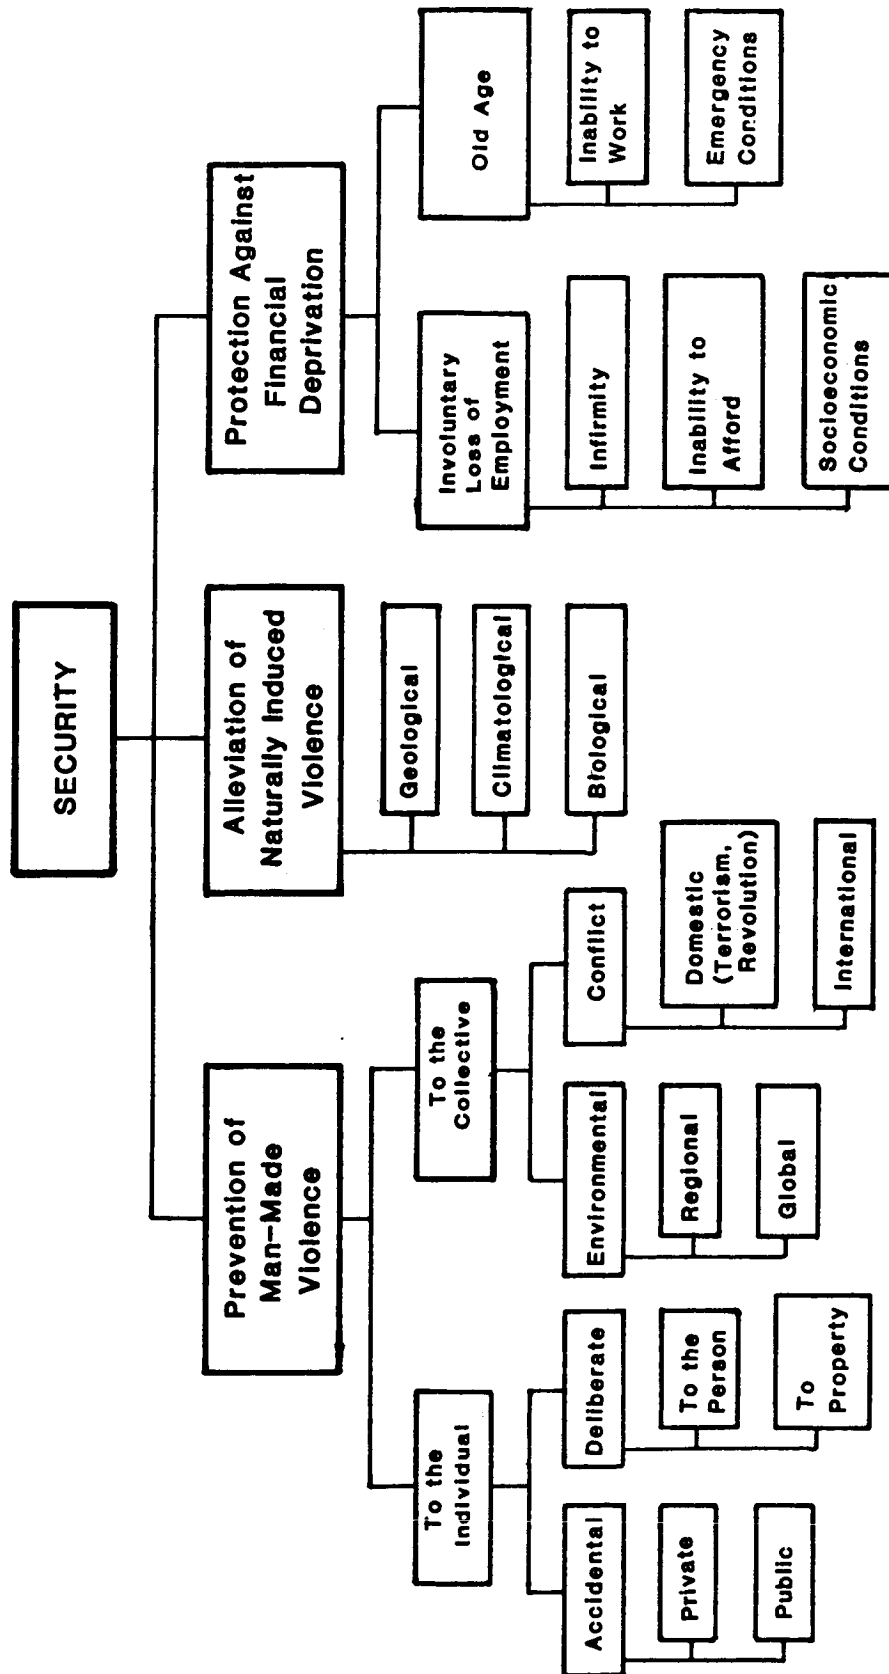 SECURITY
Prevention of
Man-Made
Violence
Alleviation of
Naturally Induced
Violence
Protection Against
Financial
Deprivation
To the
Individual
To the
Collective
Geological
Climatological
Biological
Involuntary
Loss of
Employment
Old Age
Accidental
Deliberate
Environmental
Conflict
Infirmity
Inability to
Work
Private
Public
To the
Person
To
Property
Regional
Global
Domestic
(Terrorism,
Revolution)
International
Inability to
Afford
Socioeconomic
Conditions
Emergency
Conditions